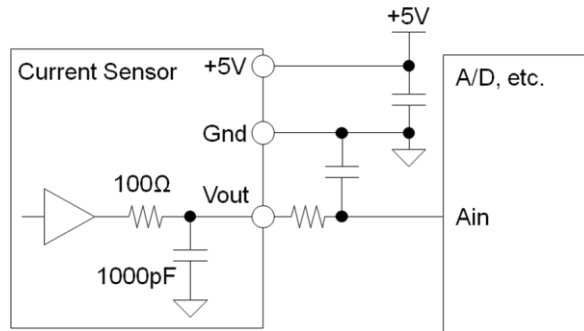 +5V
Current Sensor
+5V
A/D, etc.
Gnd
100Ω
Vout
Ain
1000pF